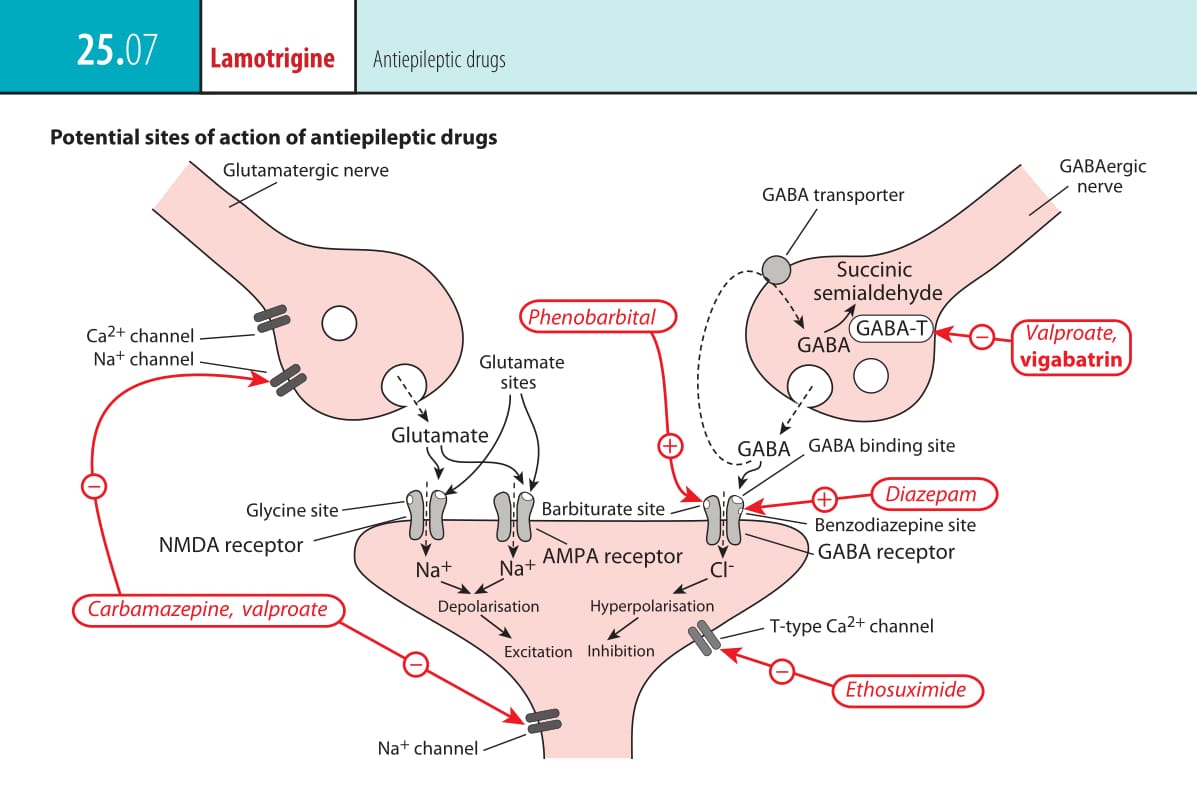 25.07
Lamotrigine
Antiepileptic drugs
Potential sites of action of antiepileptic drugs
Glutamatergic nerve
GABAergic
nerve
GABA transporter
Succinic
semialdehyde
GABA-T
GABA
Valproate,
vigabatrin
Phenobarbital
Ca2+ channel
Na+ channel
Glutamate
sites
Glutamate
GABA
GABA binding site
+
−
−
Diazepam
+
Glycine site
Barbiturate site
Benzodiazepine site
NMDA receptor
AMPA receptor
GABA receptor
Na+
Na+
Cl-
Depolarisation
Hyperpolarisation
Carbamazepine, valproate
T-type Ca2+ channel
Excitation
Inhibition
−
−
Ethosuximide
Na+ channel